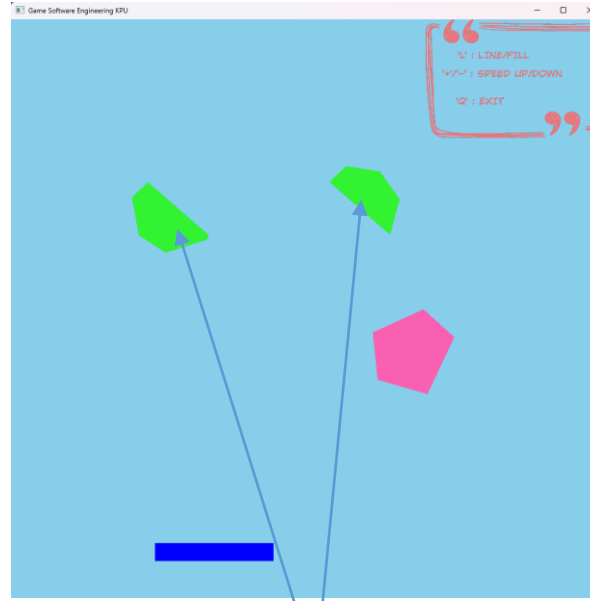 Game Software Engineering KPU
'L' : LINE/FILL
'+'/'-' : SPEED UP/DOWN
'Q' : EXIT